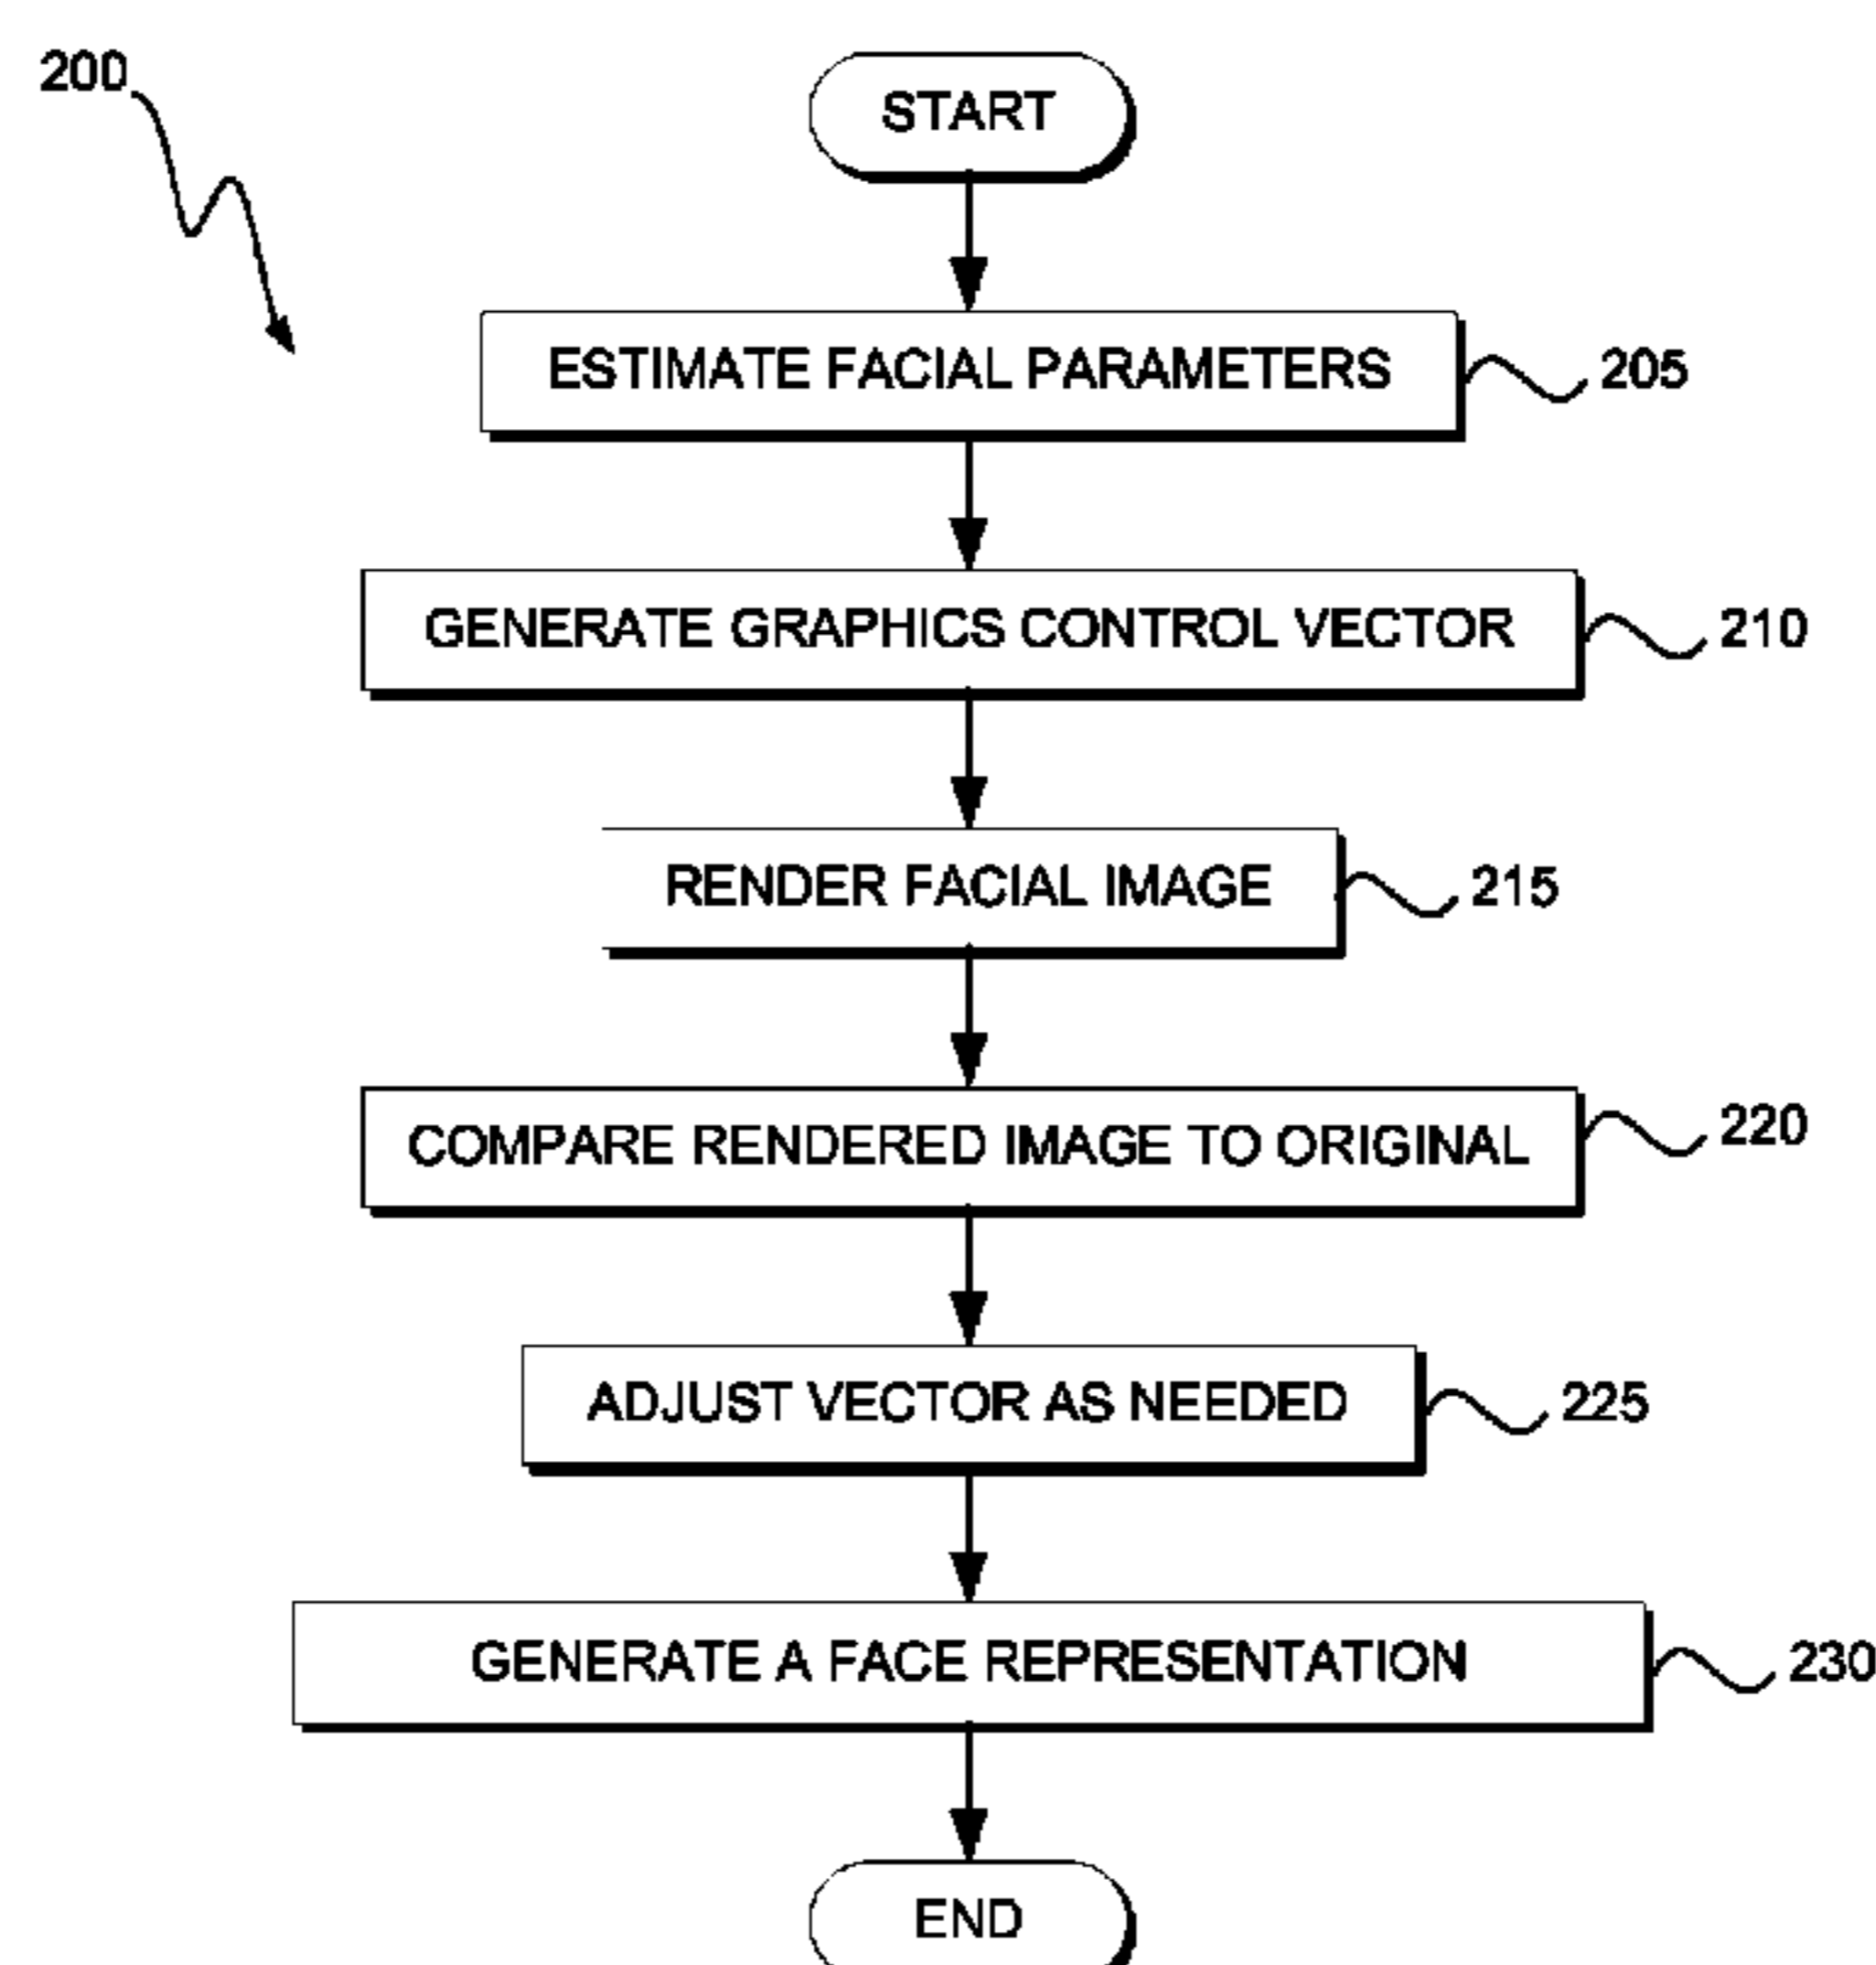 200
START
ESTIMATE FACIAL PARAMETERS
205
GENERATE GRAPHICS CONTROL VECTOR
210
RENDER FACIAL IMAGE
215
COMPARE RENDERED IMAGE TO ORIGINAL
220
ADJUST VECTOR AS NEEDED
225
GENERATE A FACE REPRESENTATION
230
END